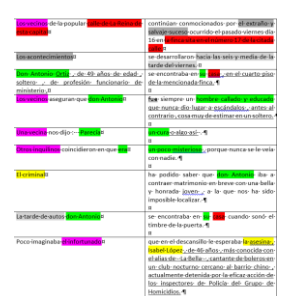 Los vecinos de la popular
continúan conmocionados por el extraño y
salvaje suceso ocurrido el pasado viernes día
16 en
Los acontecimientos
se desarrollaron hacia las seis y media de la
tarde del viernes.
Don Antonio Ortiz , de 49 años de edad ,
soltero , de profesión funcionario de
ministerio ,
se encontraba en su casa , en el cuarto piso
de la mencionada finca.
Los vecinos aseguran que don Antonio
fue siempre un hombre callado y educado
que nunca dio lugar a escándalos , antes al
contrario , cosa muy de estimar en un soltero.
Una vecina nos dijo : Parecía
un cura o algo así .
Otros inquilinos coincidieron en que era
un poco misterioso , porque nunca se le veía
con nadie.
El criminal
ha podido saber que don Antonio iba a
contraer matrimonio en breve con una bella
y honrada joven , a la que nos ha sido
imposible localizar.
La tarde de autos don Antonio
se encontraba en su casa cuando sonó el
timbre de la puerta.
Poco imaginaba el infortunado
que en el descansillo le esperaba la asesina ,
Isabel López , de 46 años , más conocida con
el alias de La Bella , cantante de boleros en
un club nocturno cercano al barrio chino ,
actualmente detenida por la eficaz acción de
los inspectores de Policía del Grupo de
Homicidios.